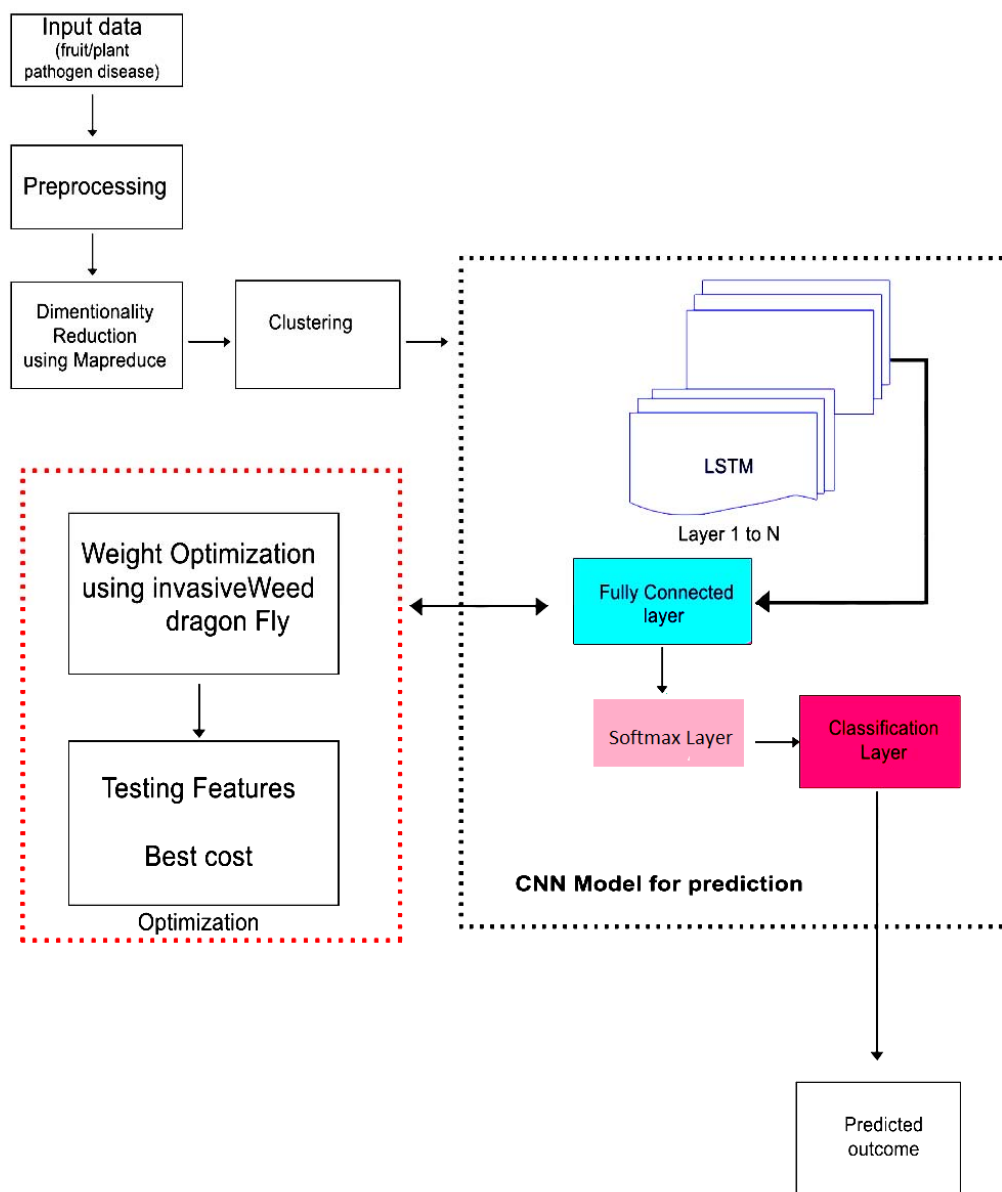 Input data
(fruit/plant
pathogen disease)
Preprocessing
Dimentionality
Reduction
using Mapreduce
Clustering
LSTM
Layer 1 to N
Fully Connected
layer
Softmax Layer
Classification
Layer
CNN Model for prediction
Weight Optimization
using invasiveWeed
dragon Fly
Testing Features
Best cost
Optimization
Predicted
outcome